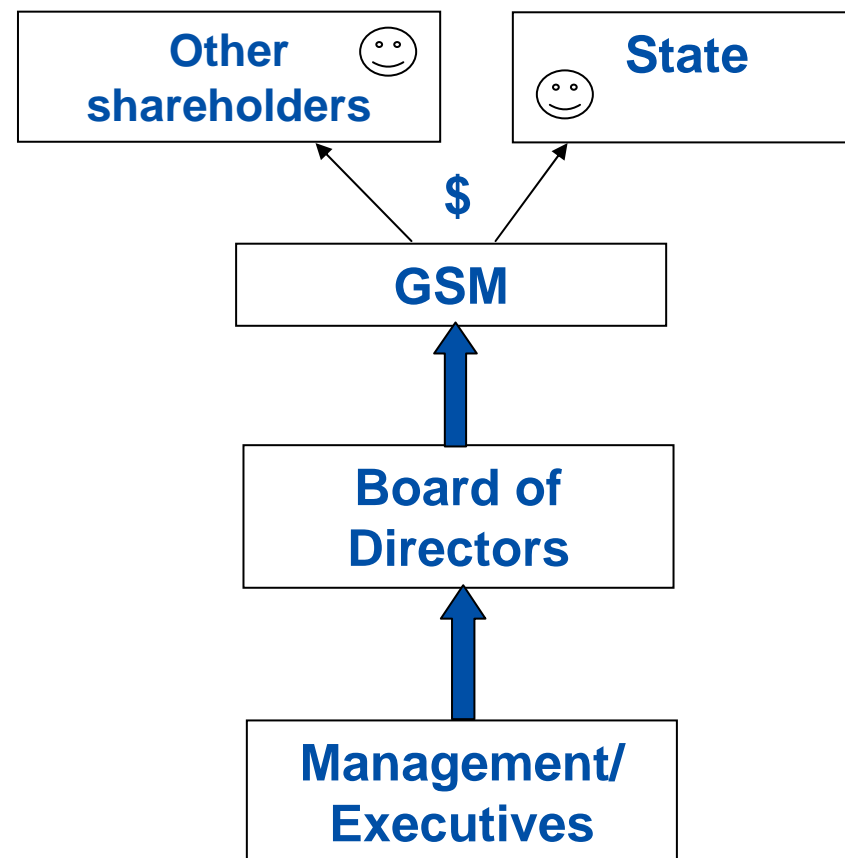 Other
shareholders
State
$
GSM
Board of
Directors
Management/
Executives